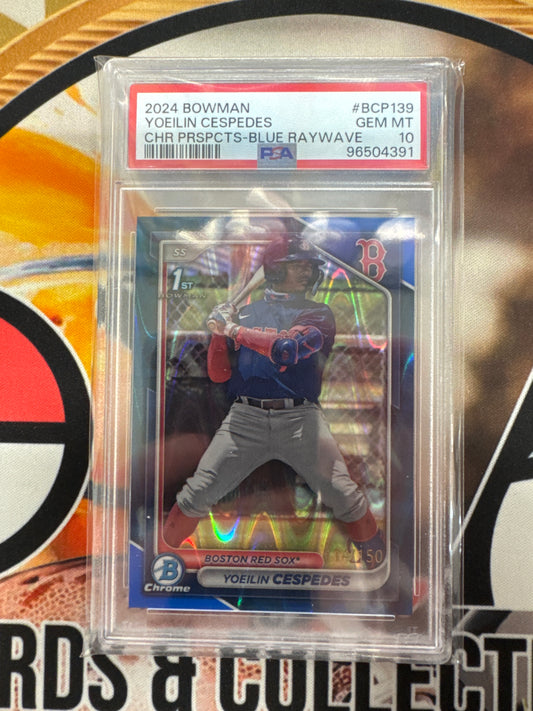 2024 BOWMAN #BCP139
YOEILIN CESPEDES GEM MT
CHR PRSPCTS-BLUE RAYWAVE 10
PSA 96504391
SS
B
1ST
BOWMAN
BOSTON RED SOX
YOEILIN CESPEDES
B
Chrome
RDS & COLLECT